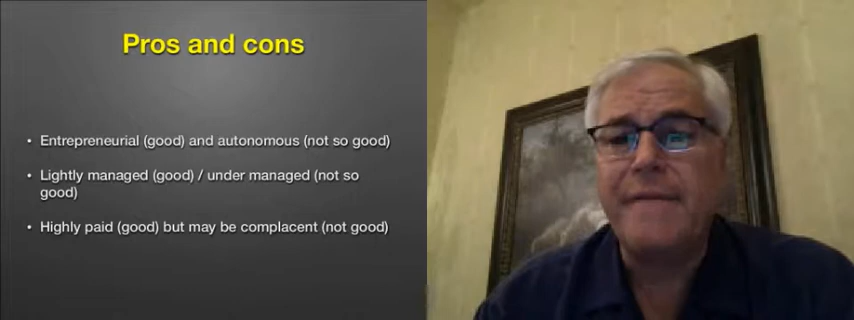 Pros and cons
• Entrepreneurial (good) and autonomous (not so good)
• Lightly managed (good) / under managed (not so
good)
• Highly paid (good) but may be complacent (not good)